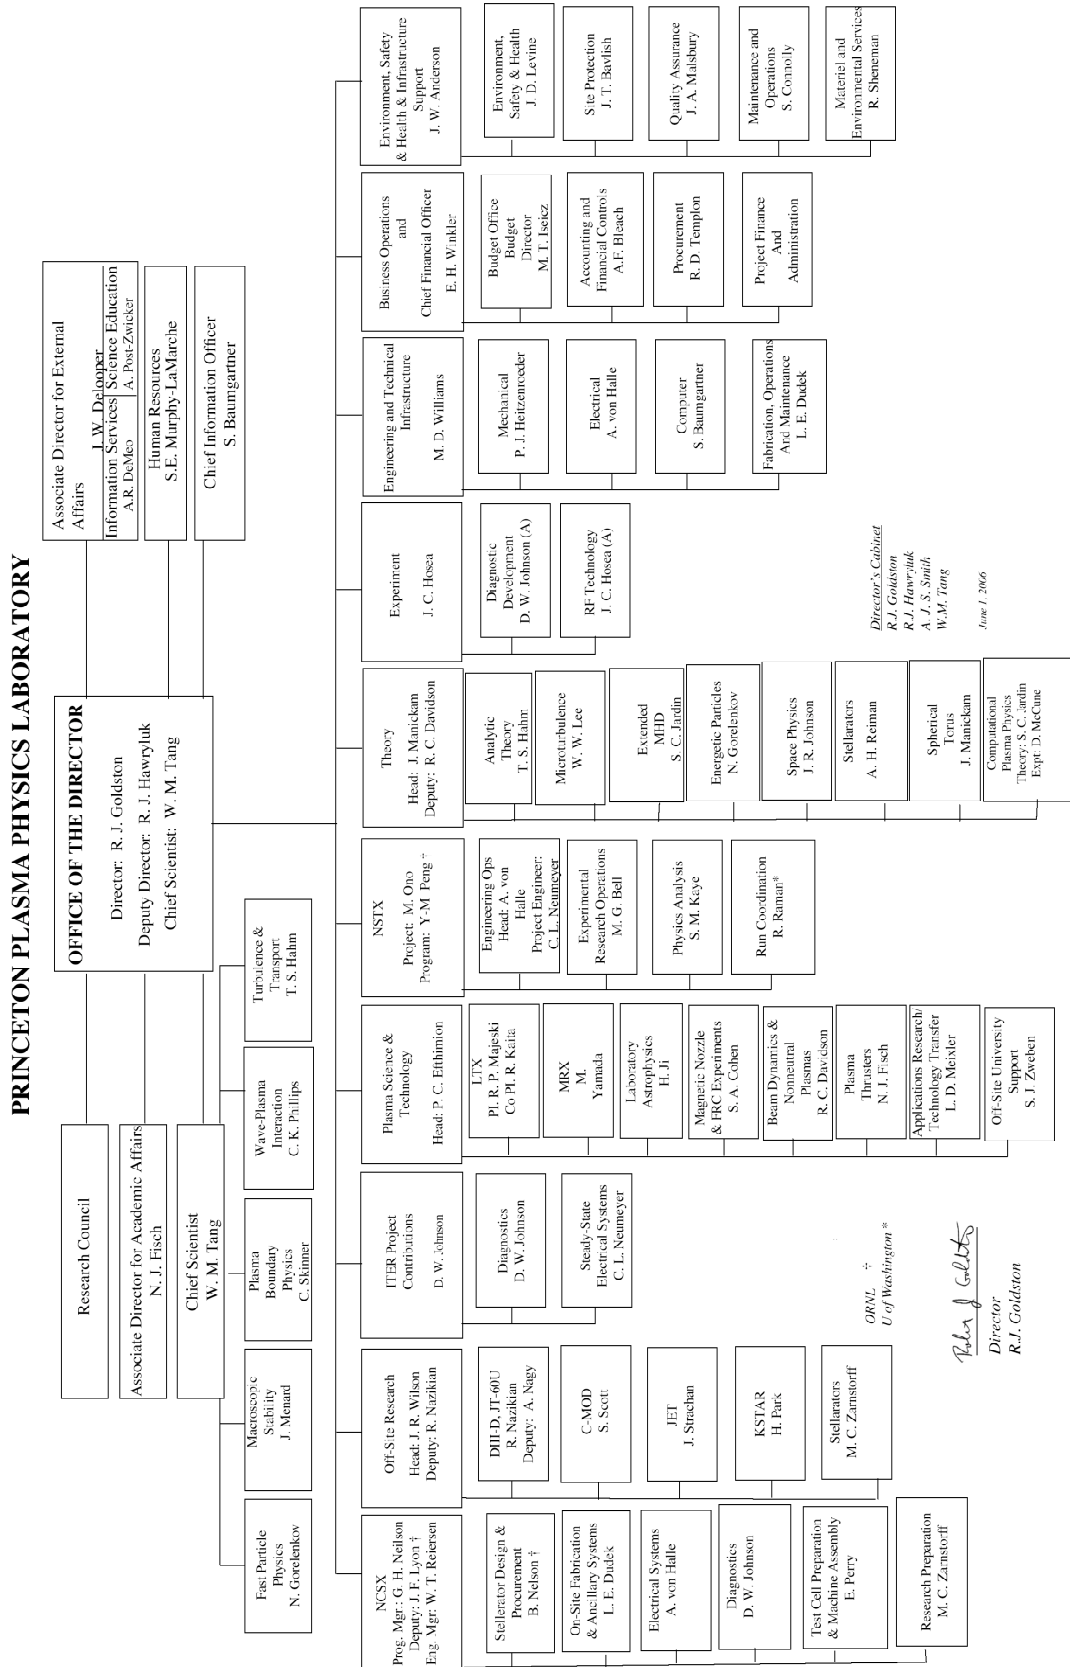 PRINCETON PLASMA PHYSICS LABORATORY
OFFICE OF THE DIRECTOR
Director: R. J. Goldston
Deputy Director: R. J. Hawryluk
Chief Scientist: W. M. Tang
Research Council
Associate Director for Academic Affairs
N. J. Fisch
Chief Scientist
W. M. Tang
Associate Director for External
Affairs
J. W. Delooper
Information Services
A.R. DeMeo
Science Education
A. Post-Zwicker
Human Resources
S.E. Murphy-LaMarche
Chief Information Officer
S. Baumgartner
Fast Particle
Physics
N. Gorelenkov
Macroscopic
Stability
J. Menard
Plasma
Boundary
Physics
C. Skinner
Wave-Plasma
Interaction
C. K. Phillips
Turbulence &
Transport
T. S. Hahm
NCSX
Prog. Mgr.: G. H. Neilson
Deputy: J. F. Lyon †
Eng. Mgr: W. T. Reiersen
Stellerator Design &
Procurement
B. Nelson †
On-Site Fabrication
& Ancillary Systems
L. E. Dudek
Electrical Systems
A. von Halle
Diagnostics
D. W. Johnson
Test Cell Preparation
& Machine Assembly
E. Perry
Research Preparation
M. C. Zarnstorff
Off-Site Research
Head: J. R. Wilson
Deputy: R. Nazikian
DIII-D, JT-60U
R. Nazikian
Deputy: A. Nagy
C-MOD
S. Scott
JET
J. Strachan
KSTAR
H. Park
Stellarators
M. C. Zarnstorff
ITER Project
Contributions
D. W. Johnson
Diagnostics
D. W. Johnson
Steady-State
Electrical Systems
C. L. Neumeyer
Plasma Science &
Technology
Head: P. C. Efthimion
LTX
PI. R. P. Majeski
Co PI. R. Kaita
MRX
M.
Yamada
Laboratory
Astrophysics
H. Ji
Magnetic Nozzle
& FRC Experiments
S. A. Cohen
Beam Dynamics &
Nonneutral
Plasmas
R. C. Davidson
Plasma
Thrusters
N. J. Fisch
Applications Research/
Technology Transfer
L. D. Meixler
Off-Site University
Support
S. J. Zweben
NSTX
Project: M. Ono
Program: Y-M Peng †
Engineering Ops
Head: A. von
Halle
Project Engineer:
C. L. Neumeyer
Experimental
Research Operations
M. G. Bell
Physics Analysis
S. M. Kaye
Run Coordination
R. Raman*
Theory
Head: J. Manickam
Deputy: R. C. Davidson
Analytic
Theory
T. S. Hahm
Microturbulence
W. W. Lee
Extended
MHD
S. C. Jardin
Energetic Particles
N. Gorelenkov
Space Physics
J. R. Johnson
Stellarators
A. H. Reiman
Spherical
Torus
J. Manickam
Computational
Plasma Physics
Theory: S. C. Jardin
Expt: D. McCune
Experiment
J. C. Hosea
Diagnostic
Development
D. W. Johnson (A)
RF Technology
J. C. Hosea (A)
Engineering and Technical
Infrastructure
M. D. Williams
Mechanical
P. J. Heitzenroeder
Electrical
A. von Halle
Computer
S. Baumgartner
Fabrication, Operations
And Maintenance
L. E. Dudek
Business Operations
and
Chief Financial Officer
E. H. Winkler
Budget Office
Budget
Director
M. T. Iseicz
Accounting and
Financial Controls
A.F. Bleach
Procurement
R. D. Templon
Project Finance
And
Administration
Environment, Safety
& Health & Infrastructure
Support
J. W. Anderson
Environment,
Safety & Health
J. D. Levine
Site Protection
J. T. Bavlish
Quality Assurance
J. A. Malsbury
Maintenance and
Operations
S. Connolly
Materiel and
Environmental Services
R. Sheneman
ORNL †
U of Washington *
Robert J Goldston
Director
R.J. Goldston
Director's Cabinet
R.J. Goldston
R.J. Hawryluk
A. J. S. Smith
W.M. Tang
June 1, 2006